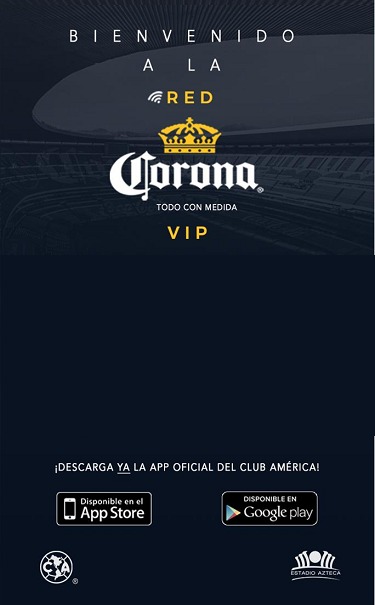 BIENVENIDO
A LA
RED
Corona®
TODO CON MEDIDA
VIP
¡DESCARGA YA LA APP OFICIAL DEL CLUB AMÉRICA!
Disponible en el
App Store
DISPONIBLE EN
Google play
CA®
ESTADIO AZTECA